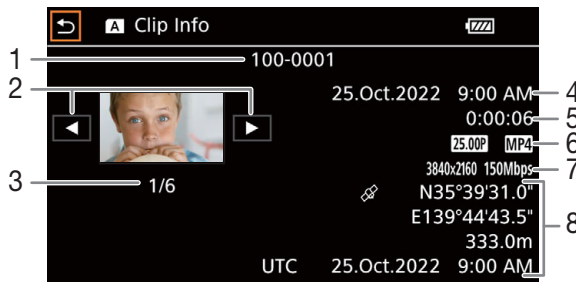 A Clip Info
1 100-0001
2
25.Oct.2022 9:00 AM 4
0:00:06 5
25.00P MP4 6
3840x2160 150Mbps 7
3 1/6
N35°39'31.0"
E139°44'43.5" 8
333.0m
UTC 25.Oct.2022 9:00 AM